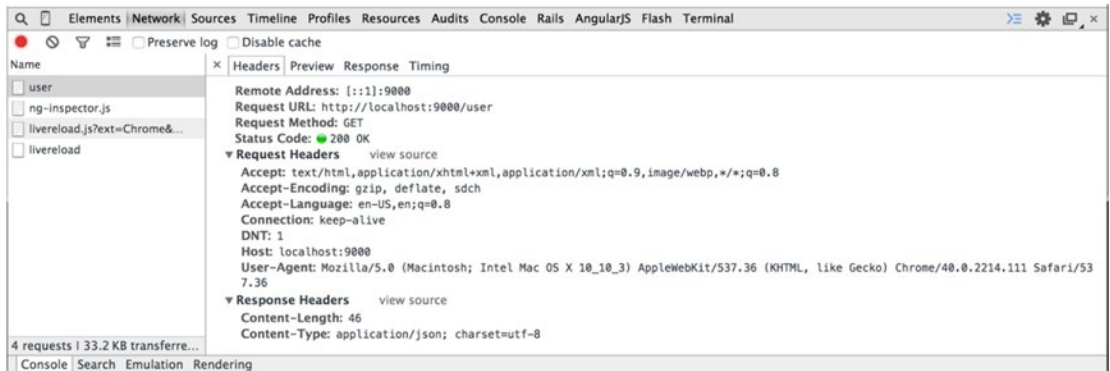 Elements Network Sources Timeline Profiles Resources Audits Console Rails AngularJS Flash Terminal
Preserve log Disable cache
Name
× Headers Preview Response Timing
user
ng-inspector.js
livereload.js?ext=Chrome&...
livereload
Remote Address: [::1]:9000
Request URL: http://localhost:9000/user
Request Method: GET
Status Code: 200 OK
▼Request Headers view source
Accept: text/html,application/xhtml+xml,application/xml;q=0.9,image/webp,*/*;q=0.8
Accept-Encoding: gzip, deflate, sdch
Accept-Language: en-US,en;q=0.8
Connection: keep-alive
DNT: 1
Host: localhost:9000
User-Agent: Mozilla/5.0 (Macintosh; Intel Mac OS X 10_10_3) AppleWebKit/537.36 (KHTML, like Gecko) Chrome/40.0.2214.111 Safari/53
7.36
▼Response Headers view source
Content-Length: 46
Content-Type: application/json; charset=utf-8
4 requests | 33.2 KB transferre...
Console Search Emulation Rendering